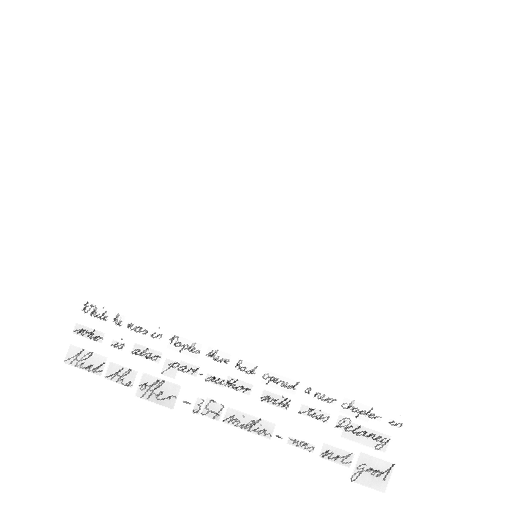 While he was in Naples there had opened a new chapter in
who is also part-author with Miss Delaney
that the offer - 352 million - was not good